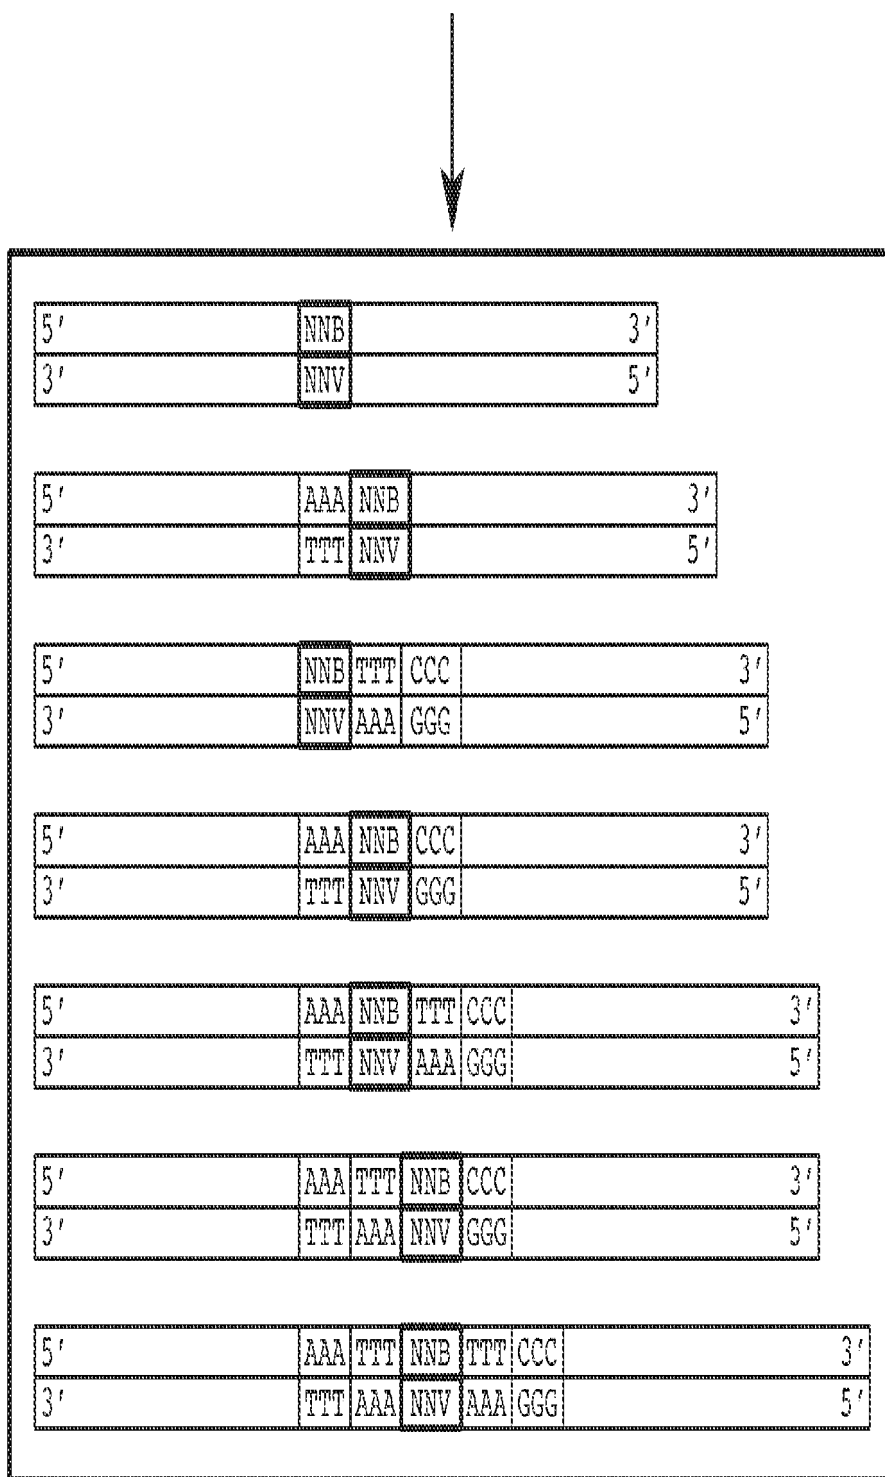 5' NNB 3'
3' NNV 5'
5' AAA NNB 3'
3' TTT NNV 5'
5' NNB TTT CCC 3'
3' NNV AAA GGG 5'
5' AAA NNB CCC 3'
3' TTT NNV GGG 5'
5' AAA NNB TTT CCC 3'
3' TTT NNV AAA GGG 5'
5' AAA TTT NNB CCC 3'
3' TTT AAA NNV GGG 5'
5' AAA TTT NNB TTT CCC 3'
3' TTT AAA NNV AAA GGG 5'